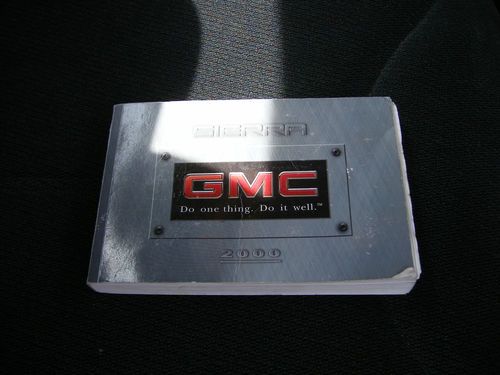 SIERRA
GMC
Do one thing. Do it well.™
2000